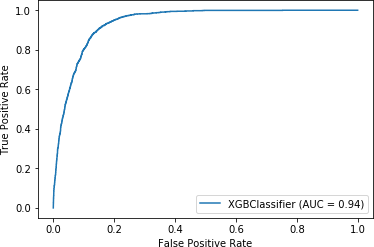 1.0
0.8
0.6
0.4
0.2
0.0
True Positive Rate
XGBClassifier (AUC = 0.94)
0.0 0.2 0.4 0.6 0.8 1.0
False Positive Rate